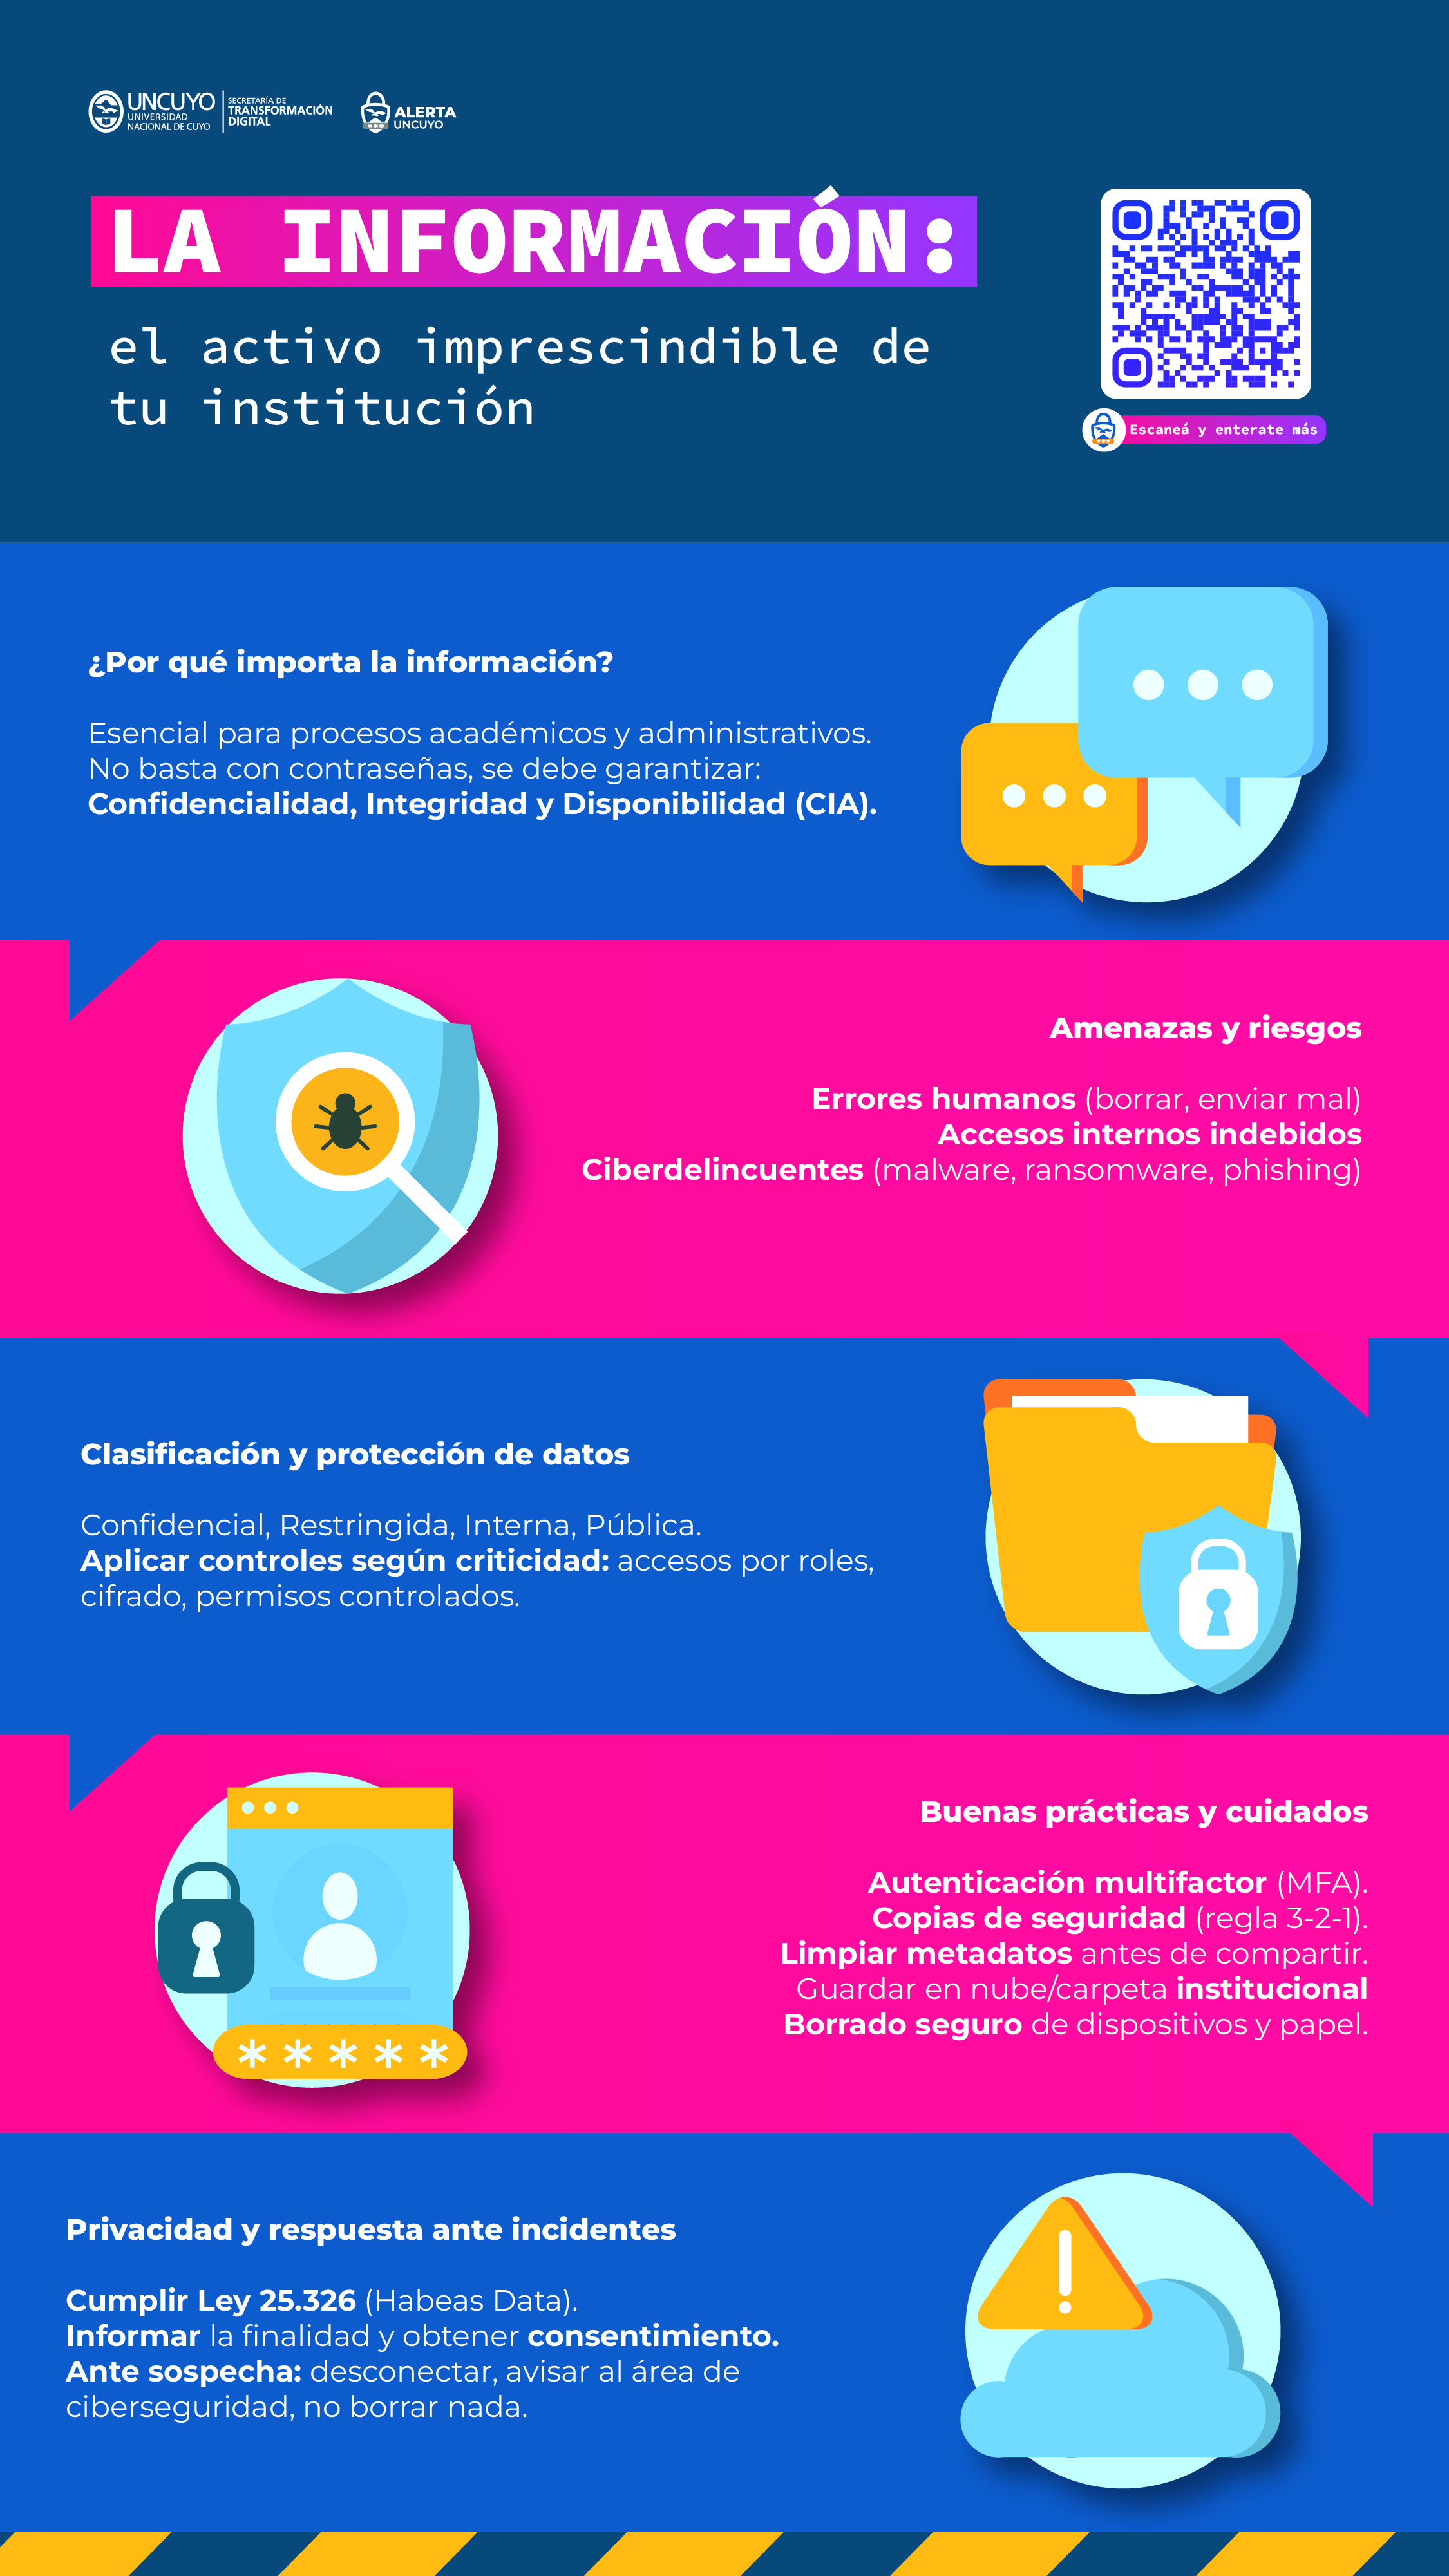 UNCUYO
UNIVERSIDAD
NACIONAL DE CUYO
SECRETARÍA DE
TRANSFORMACIÓN
DIGITAL
ALERTA
UNCUYO
LA INFORMACIÓN:
el activo imprescindible de
tu institución
Escaneá y enterate más
¿Por qué importa la información?
Esencial para procesos académicos y administrativos.
No basta con contraseñas, se debe garantizar:
Confidencialidad, Integridad y Disponibilidad (CIA).
Amenazas y riesgos
Errores humanos (borrar, enviar mal)
Accesos internos indebidos
Ciberdelincuentes (malware, ransomware, phishing)
Clasificación y protección de datos
Confidencial, Restringida, Interna, Pública.
Aplicar controles según criticidad: accesos por roles,
cifrado, permisos controlados.
Buenas prácticas y cuidados
Autenticación multifactor (MFA).
Copias de seguridad (regla 3-2-1).
Limpiar metadatos antes de compartir.
Guardar en nube/carpeta institucional
Borrado seguro de dispositivos y papel.
*****
Privacidad y respuesta ante incidentes
Cumplir Ley 25.326 (Habeas Data).
Informar la finalidad y obtener consentimiento.
Ante sospecha: desconectar, avisar al área de
ciberseguridad, no borrar nada.